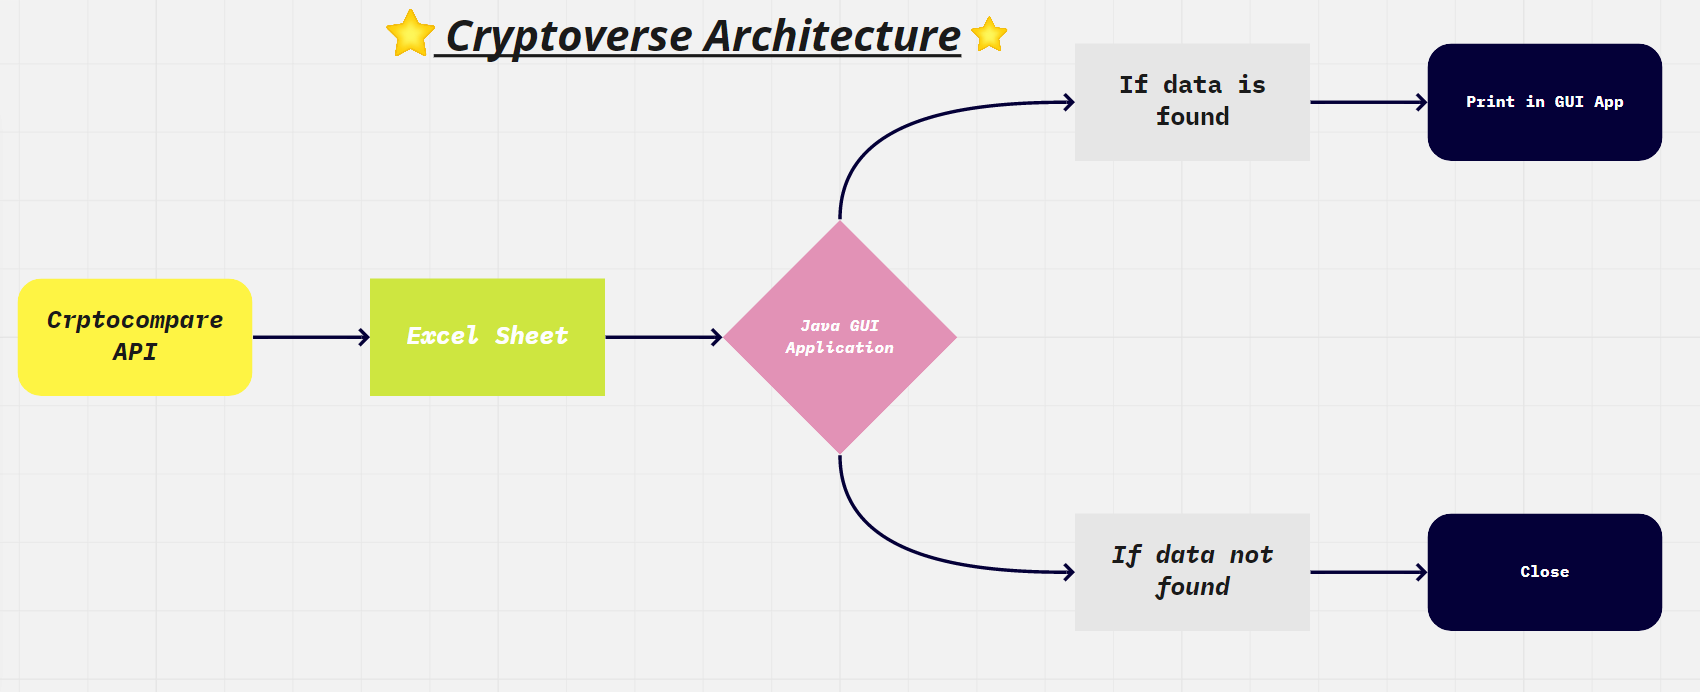 Cryptoverse Architecture
If data is
found
Print in GUI App
Crptocompare
API
Excel Sheet
Java GUI
Application
If data not
found
Close